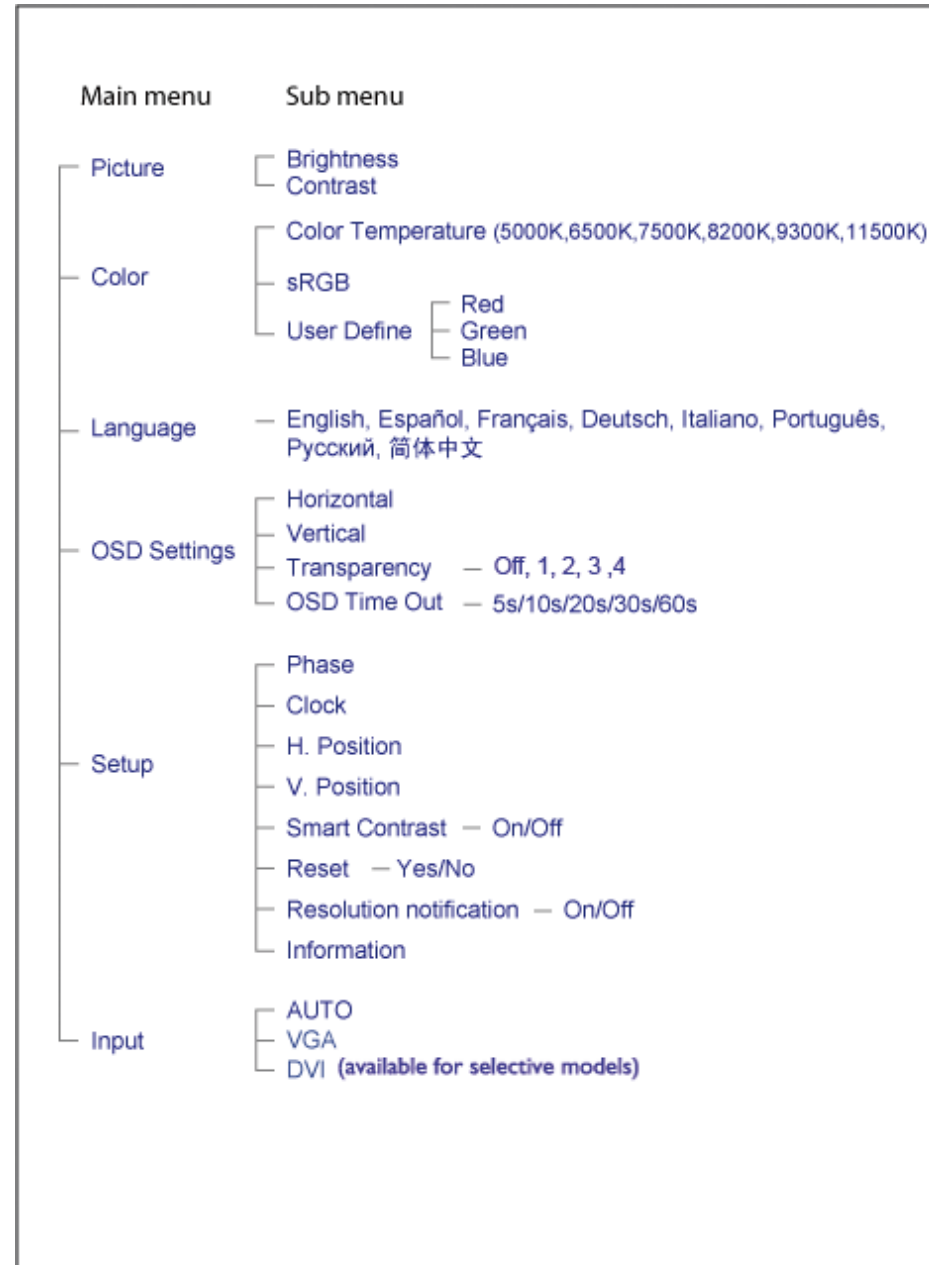 Main menu Sub menu
Picture
Brightness
Contrast
Color
Color Temperature (5000K,6500K,7500K,8200K,9300K,11500K)
sRGB
User Define
Red
Green
Blue
Language
English, Español, Français, Deutsch, Italiano, Português,
Русский, 简体中文
OSD Settings
Horizontal
Vertical
Transparency — Off, 1, 2, 3 ,4
OSD Time Out — 5s/10s/20s/30s/60s
Setup
Phase
Clock
H. Position
V. Position
Smart Contrast — On/Off
Reset — Yes/No
Resolution notification — On/Off
Information
Input
AUTO
VGA
DVI (available for selective models)